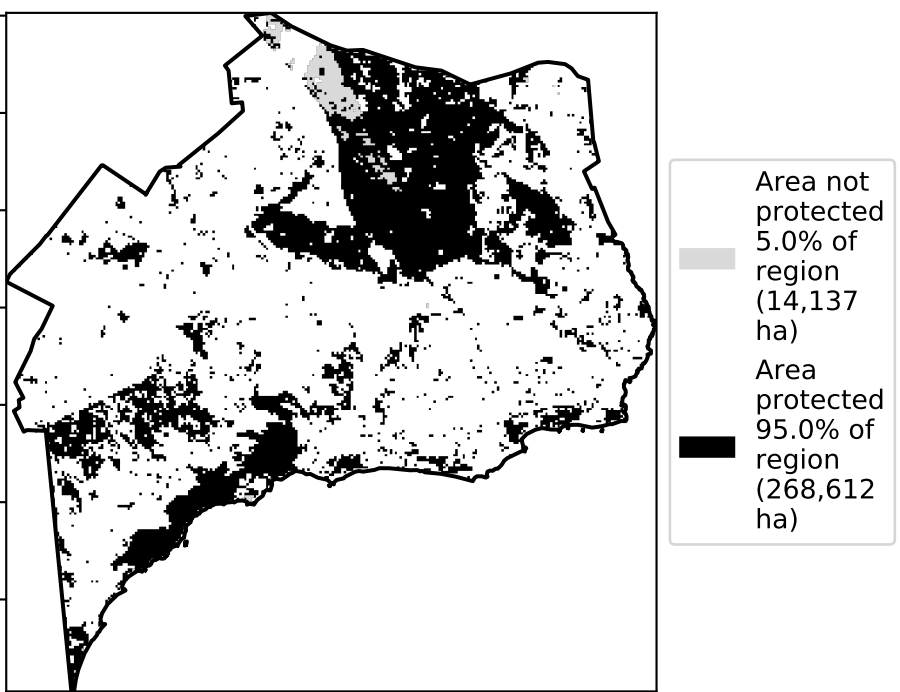 Area not
protected
5.0% of
region
(14,137
ha)
Area
protected
95.0% of
region
(268,612
ha)